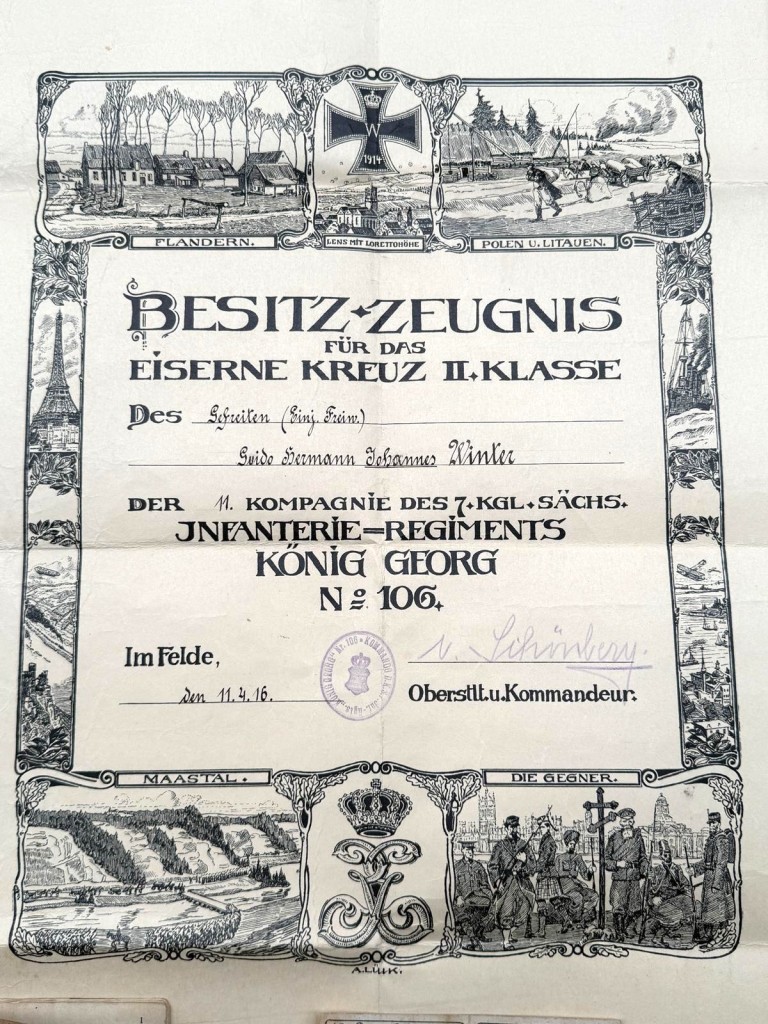 W
1914
FLANDERN.
LENS MIT LORETTOHÖHE
POLEN U. LITAUEN.
BESITZ-ZEUGNIS
FÜR DAS
EISERNE KREUZ II. KLASSE
Des Gefreiten (Einj. Freiw.)
Guido Hermann Johannes Winter
DER 11. KOMPAGNIE DES 7. KGL. SÄCHS.
JNFANTERIE-REGIMENTS
KÖNIG GEORG
No 106.
Im Felde,
den 11.4.16.
v. Schönberg.
Oberstlt. u. Kommandeur.
MAASTAL.
DIE GEGNER.